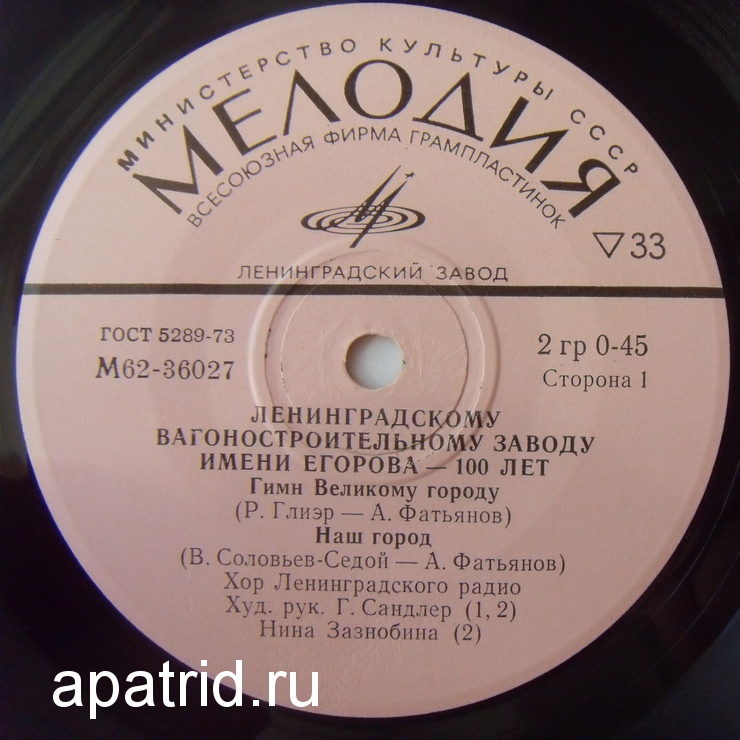 МИНИСТЕРСТВО КУЛЬТУРЫ СССР
МЕЛОДИЯ
ВСЕСОЮЗНАЯ ФИРМА ГРАМПЛАСТИНОК
▽33
ЛЕНИНГРАДСКИЙ ЗАВОД
ГОСТ 5289-73
2 гр 0-45
М62-36027
Сторона 1
ЛЕНИНГРАДСКОМУ
ВАГОНОСТРОИТЕЛЬНОМУ ЗАВОДУ
ИМЕНИ ЕГОРОВА — 100 ЛЕТ
Гимн Великому городу
(Р. Глиэр — А. Фатьянов)
Наш город
(В. Соловьев-Седой — А. Фатьянов)
Хор Ленинградского радио
Худ. рук. Г. Сандлер (1, 2)
Нина Зазнобина (2)
apatrid.ru